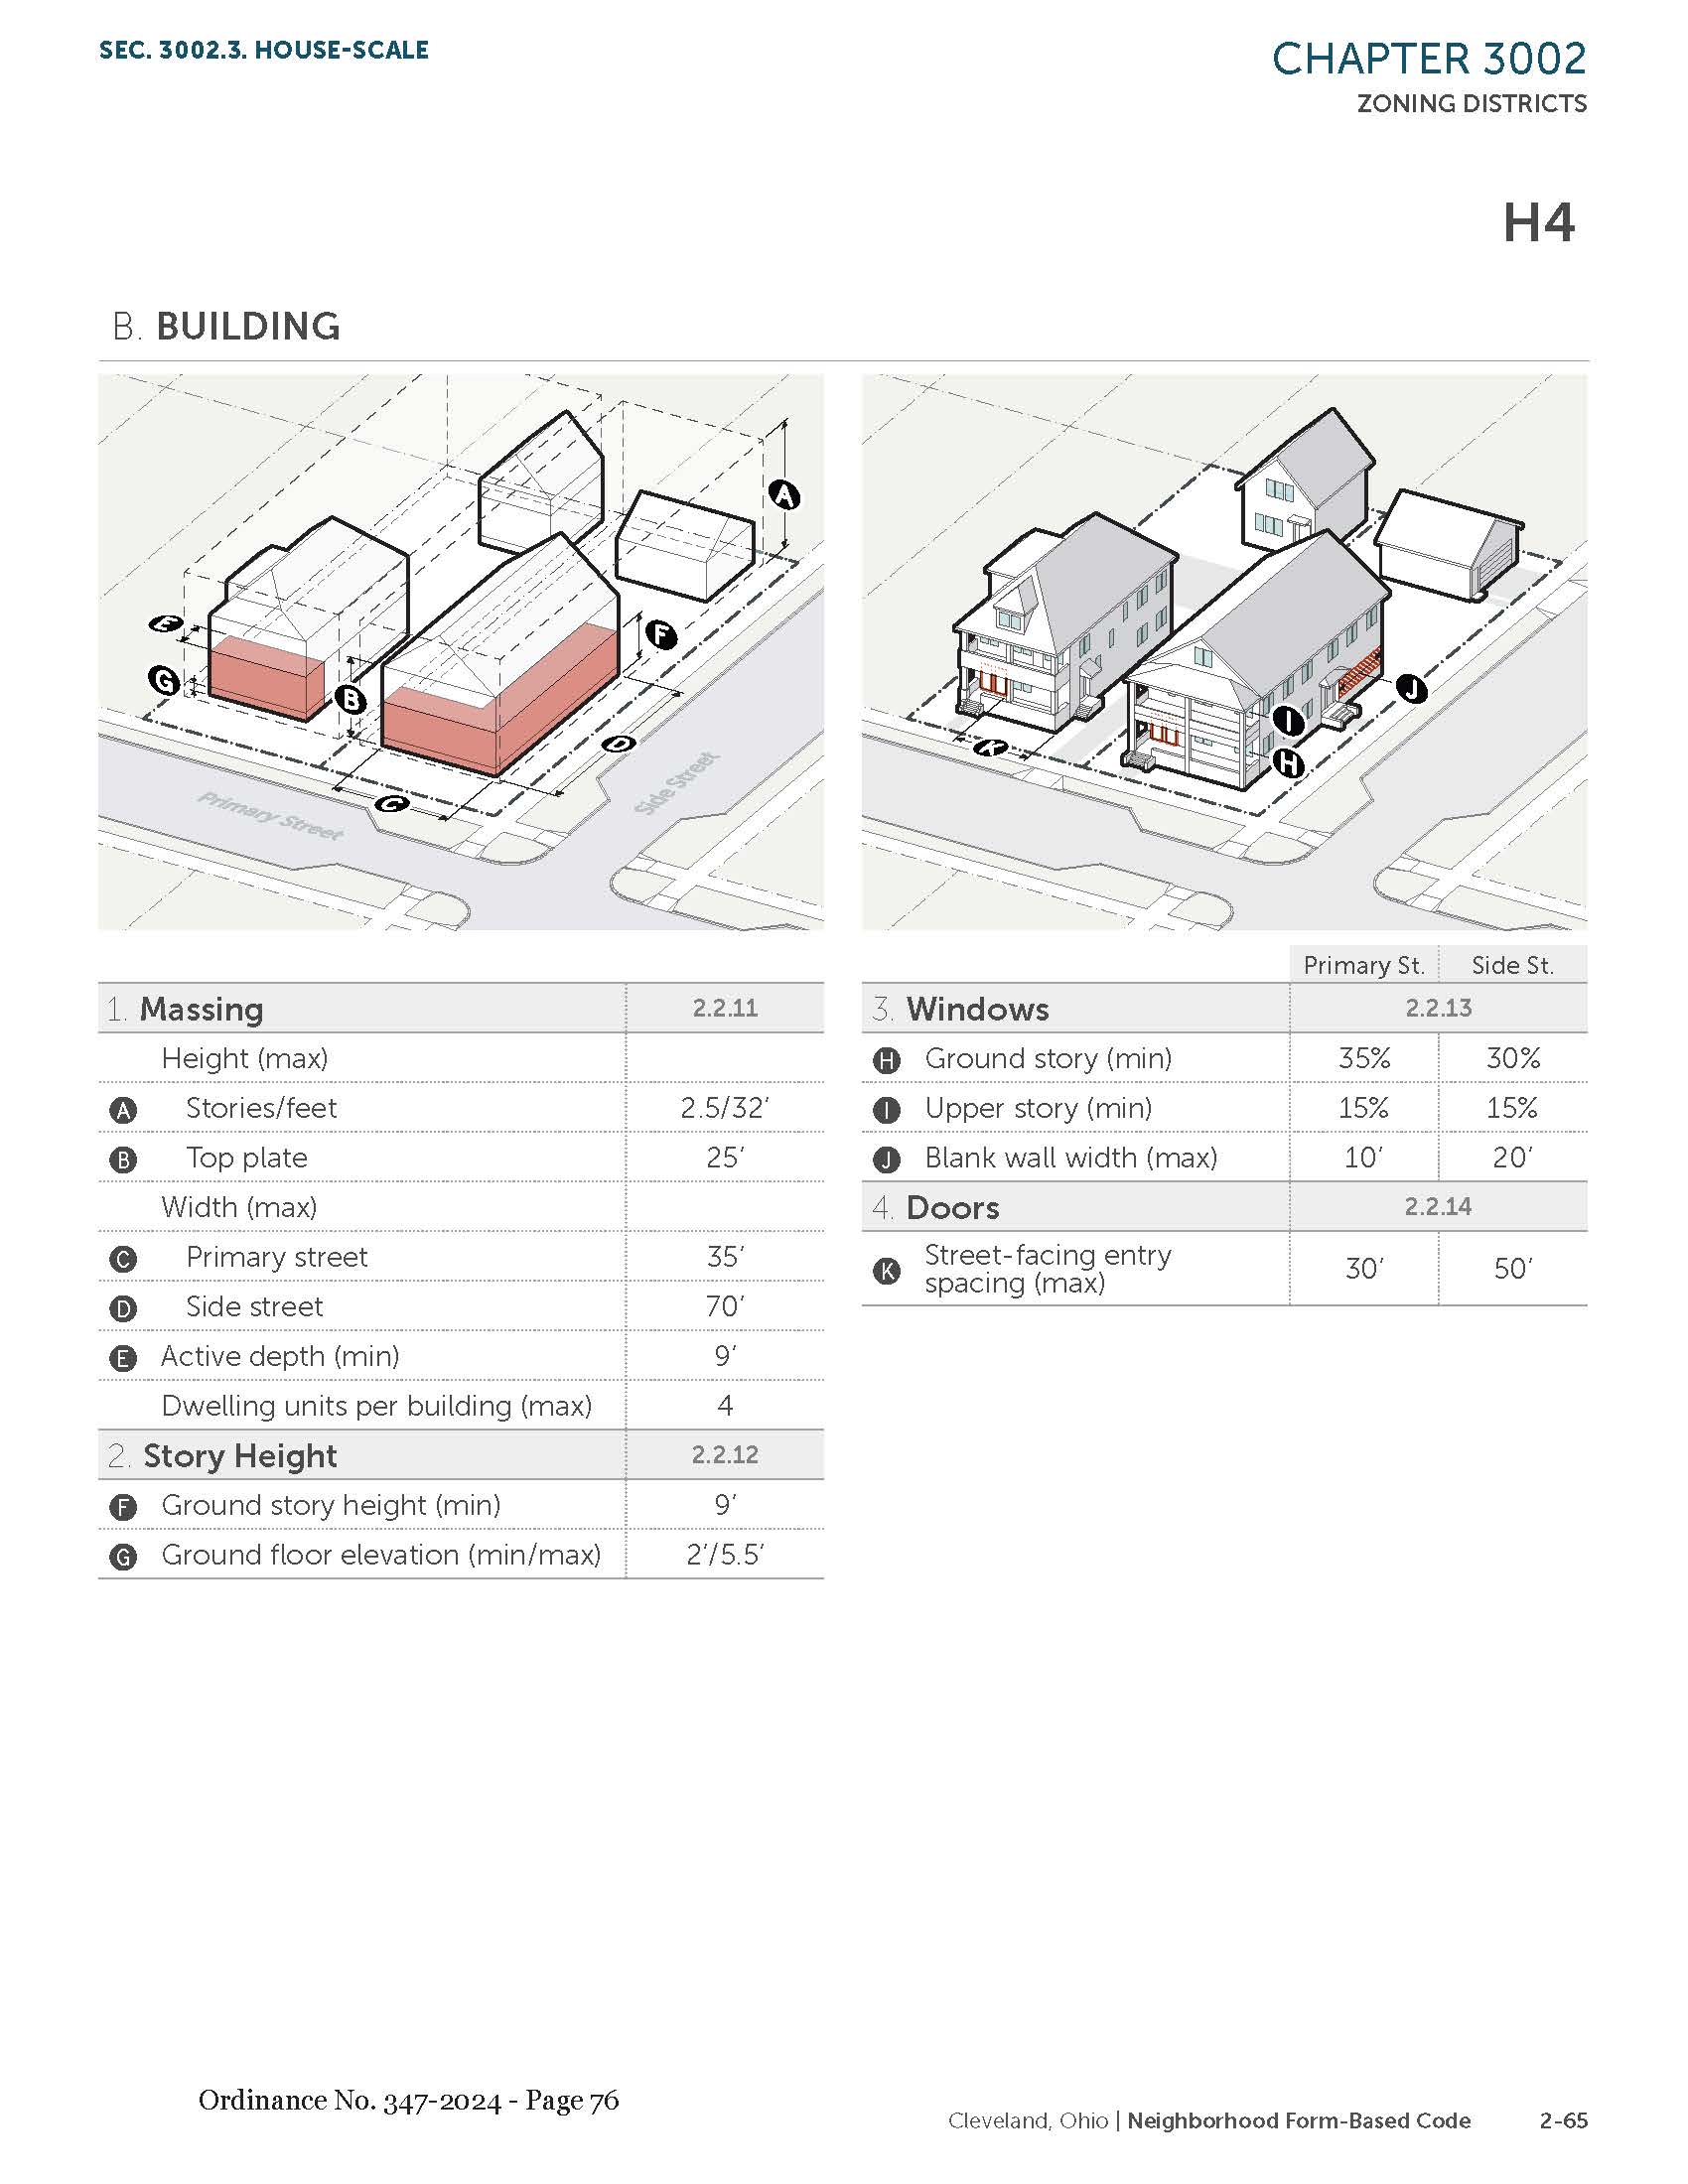 SEC. 3002.3. HOUSE-SCALE
CHAPTER 3002
ZONING DISTRICTS
H4
B. BUILDING
A
E
F
G
B
D
C
Primary Street
Side Street
J
I
K
H
1. Massing 2.2.11
Height (max)
A Stories/feet 2.5/32′
B Top plate 25′
Width (max)
C Primary street 35′
D Side street 70′
E Active depth (min) 9′
Dwelling units per building (max) 4
2. Story Height 2.2.12
F Ground story height (min) 9′
G Ground floor elevation (min/max) 2′/5.5′
Primary St. Side St.
3. Windows 2.2.13
H Ground story (min) 35% 30%
I Upper story (min) 15% 15%
J Blank wall width (max) 10′ 20′
4. Doors 2.2.14
K Street-facing entry
spacing (max) 30′ 50′
Ordinance No. 347-2024 - Page 76
Cleveland, Ohio | Neighborhood Form-Based Code 2-65